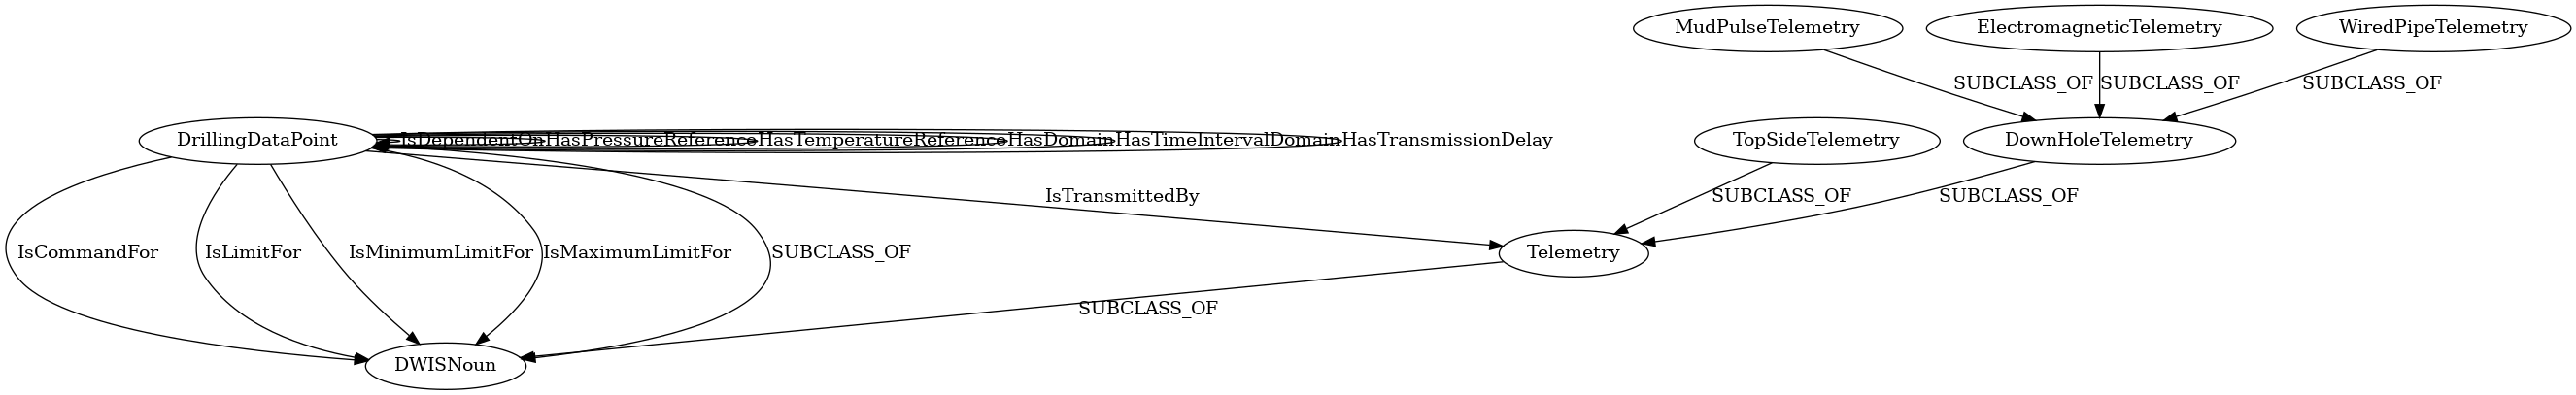 MudPulseTelemetry
ElectromagneticTelemetry
WiredPipeTelemetry
SUBCLASS_OF
SUBCLASS_OF
SUBCLASS_OF
DrillingDataPoint
IsDependentOn
HasPressureReference
HasTemperatureReference
HasDomain
HasTimeIntervalDomain
HasTransmissionDelay
TopSideTelemetry
DownHoleTelemetry
IsTransmittedBy
SUBCLASS_OF
SUBCLASS_OF
IsCommandFor
IsLimitFor
IsMinimumLimitFor
IsMaximumLimitFor
SUBCLASS_OF
Telemetry
SUBCLASS_OF
DWISNoun